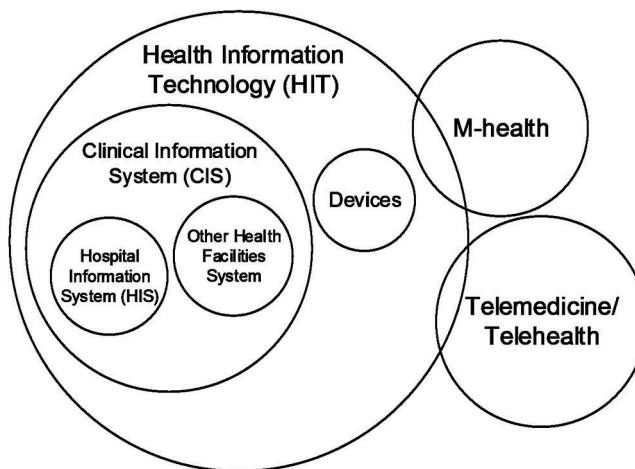 Health Information
Technology (HIT)
M-health
Clinical Information
System (CIS)
Devices
Other Health
Facilities
System
Hospital
Information
System (HIS)
Telemedicine/
Telehealth